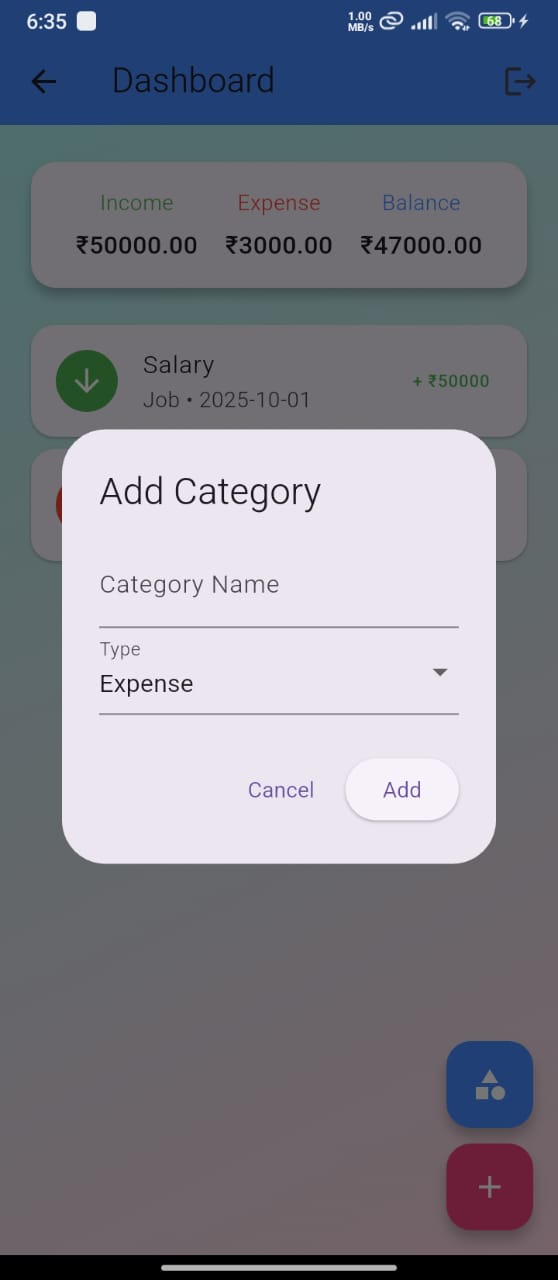 6:35
1.00
MB/s
68
Dashboard
Income Expense Balance
₹50000.00 ₹3000.00 ₹47000.00
Salary
Job • 2025-10-01
+ ₹50000
Add Category
Category Name
Type
Expense
Cancel Add